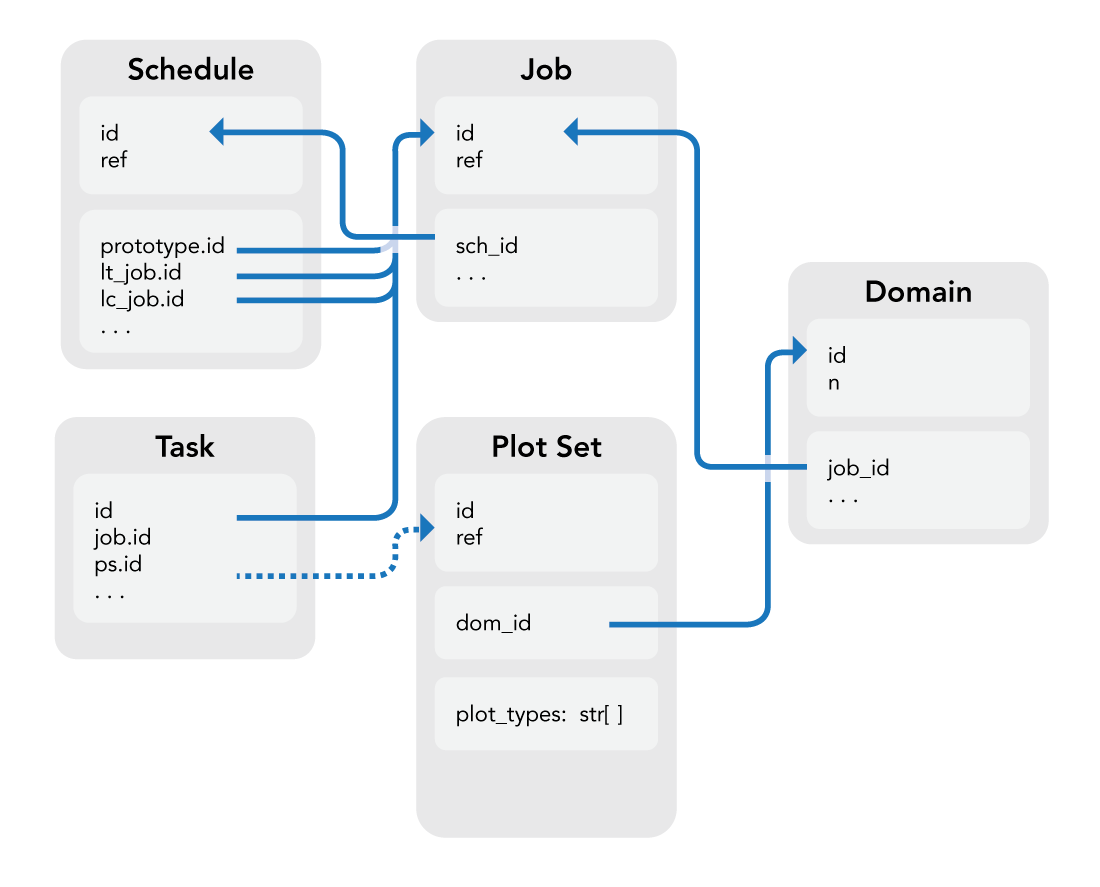 Schedule
id
ref
prototype.id
lt_job.id
lc_job.id
. . .
Job
id
ref
sch_id
. . .
Domain
id
n
job_id
. . .
Task
id
job.id
ps.id
. . .
Plot Set
id
ref
dom_id
plot_types:  str[ ]